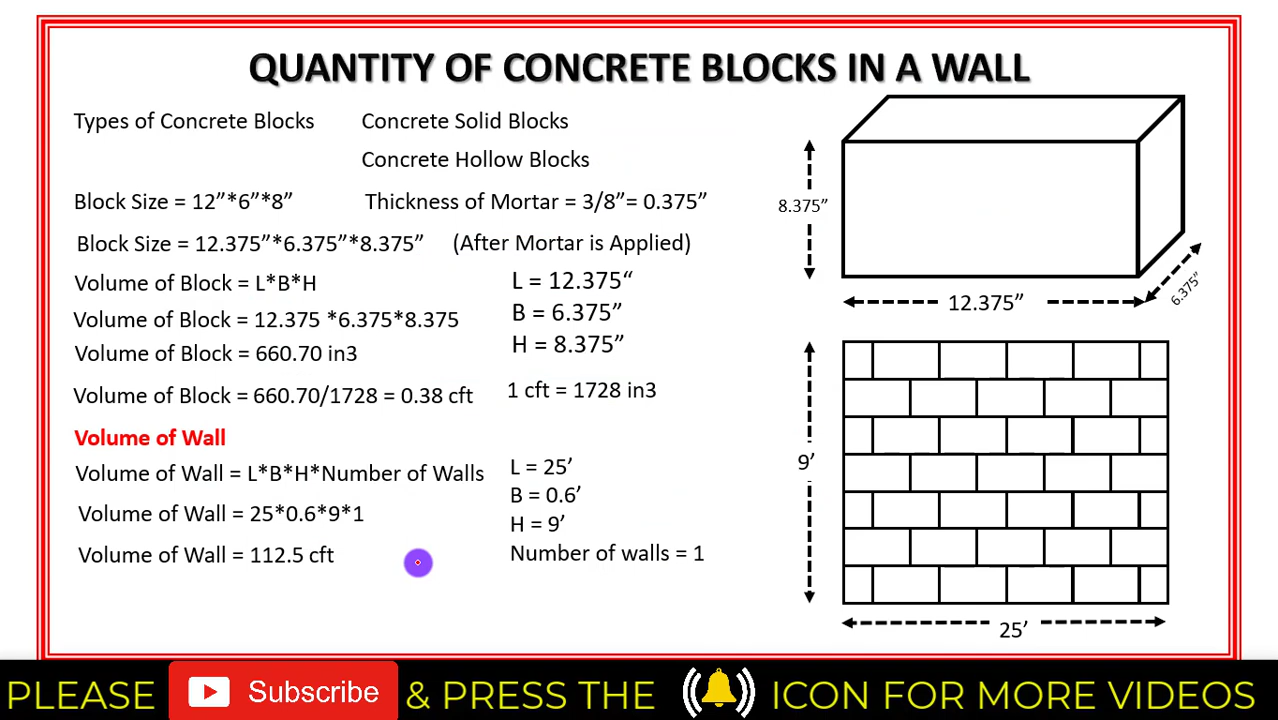 QUANTITY OF CONCRETE BLOCKS IN A WALL
Types of Concrete Blocks Concrete Solid Blocks
Concrete Hollow Blocks
Block Size = 12”*6”*8” Thickness of Mortar = 3/8”= 0.375”
Block Size = 12.375”*6.375”*8.375” (After Mortar is Applied)
Volume of Block = L*B*H
L = 12.375“
B = 6.375”
H = 8.375”
Volume of Block = 12.375 *6.375*8.375
Volume of Block = 660.70 in3
Volume of Block = 660.70/1728 = 0.38 cft 1 cft = 1728 in3
Volume of Wall
Volume of Wall = L*B*H*Number of Walls
Volume of Wall = 25*0.6*9*1
Volume of Wall = 112.5 cft
L = 25’
B = 0.6’
H = 9’
Number of walls = 1
8.375”
12.375”
6.375”
9’
25’
PLEASE Subscribe & PRESS THE ICON FOR MORE VIDEOS